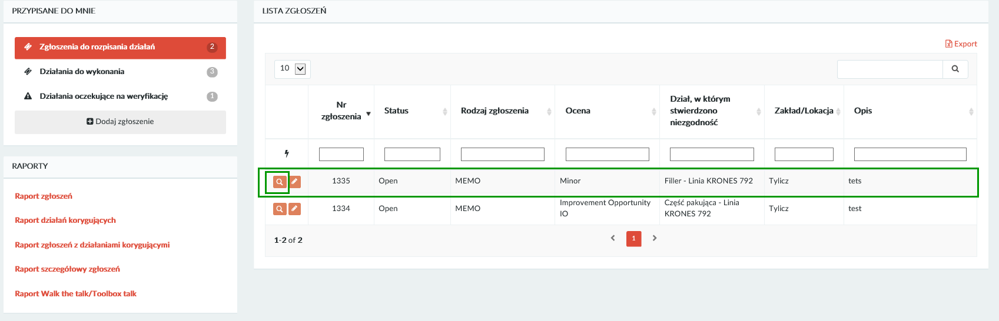 PRZYPISANE DO MNIE
Zgłoszenia do rozpisania działań 2
Działania do wykonania 3
Działania oczekujące na weryfikację 1
Dodaj zgłoszenie
RAPORTY
Raport zgłoszeń
Raport działań korygujących
Raport zgłoszeń z działaniami korygującymi
Raport szczegółowy zgłoszeń
Raport Walk the talk/Toolbox talk
LISTA ZGŁOSZEŃ
Export
10
Nr
zgłoszenia
Status
Rodzaj zgłoszenia
Ocena
Dział, w którym
stwierdzono
niezgodność
Zakład/Lokacja
Opis
1335 Open MEMO Minor Filler - Linia KRONES 792 Tylicz tets
1334 Open MEMO
Improvement Opportunity
IO
Część pakująca - Linia
KRONES 792
Tylicz test
1-2 of 2
1